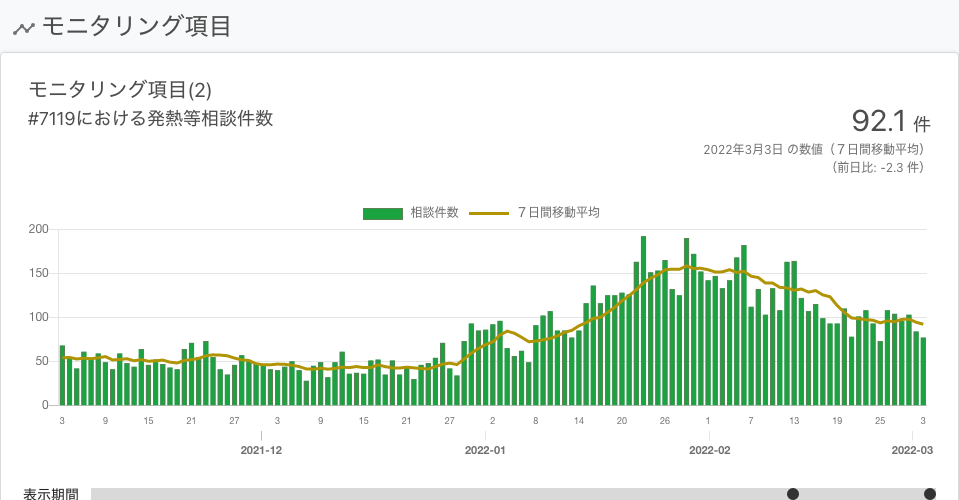 モニタリング項目
モニタリング項目(2)
#7119における発熱等相談件数
92.1 件
2022年3月3日 の数値（７日間移動平均）
（前日比: -2.3 件）
相談件数 ７日間移動平均
200
150
100
50
0
3 9 15 21 27 3 9 15 21 27 2 8 14 20 26 1 7 13 19 25 3
2021-12 2022-01 2022-02 2022-03
表示期間